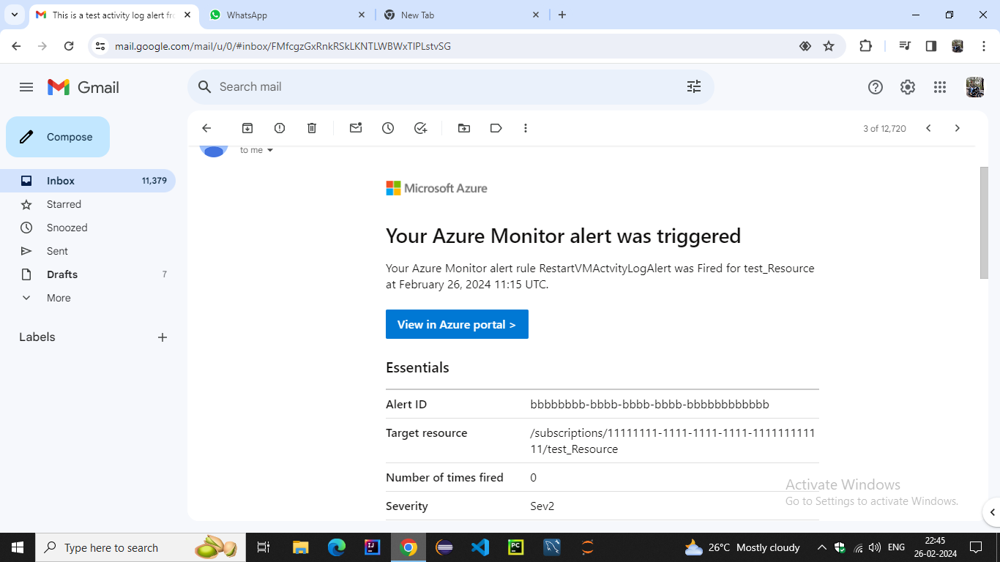 This is a test activity log alert fro
WhatsApp
New Tab
mail.google.com/mail/u/0/#inbox/FMfcgzGxRnkRSkLKNTLWBWxTIPLstvSG
Gmail
Search mail
Compose
3 of 12,720
Inbox 11,379
Starred
Snoozed
Sent
Drafts 7
More
Labels
to me
Microsoft Azure
Your Azure Monitor alert was triggered
Your Azure Monitor alert rule RestartVMActvityLogAlert was Fired for test_Resource
at February 26, 2024 11:15 UTC.
View in Azure portal >
Essentials
Alert ID bbbbbbbb-bbbb-bbbb-bbbb-bbbbbbbbbbbb
Target resource /subscriptions/11111111-1111-1111-1111-1111111111
11/test_Resource
Number of times fired 0
Severity Sev2
Activate Windows
Go to Settings to activate Windows.
Type here to search
26°C Mostly cloudy
ENG
22:45
26-02-2024